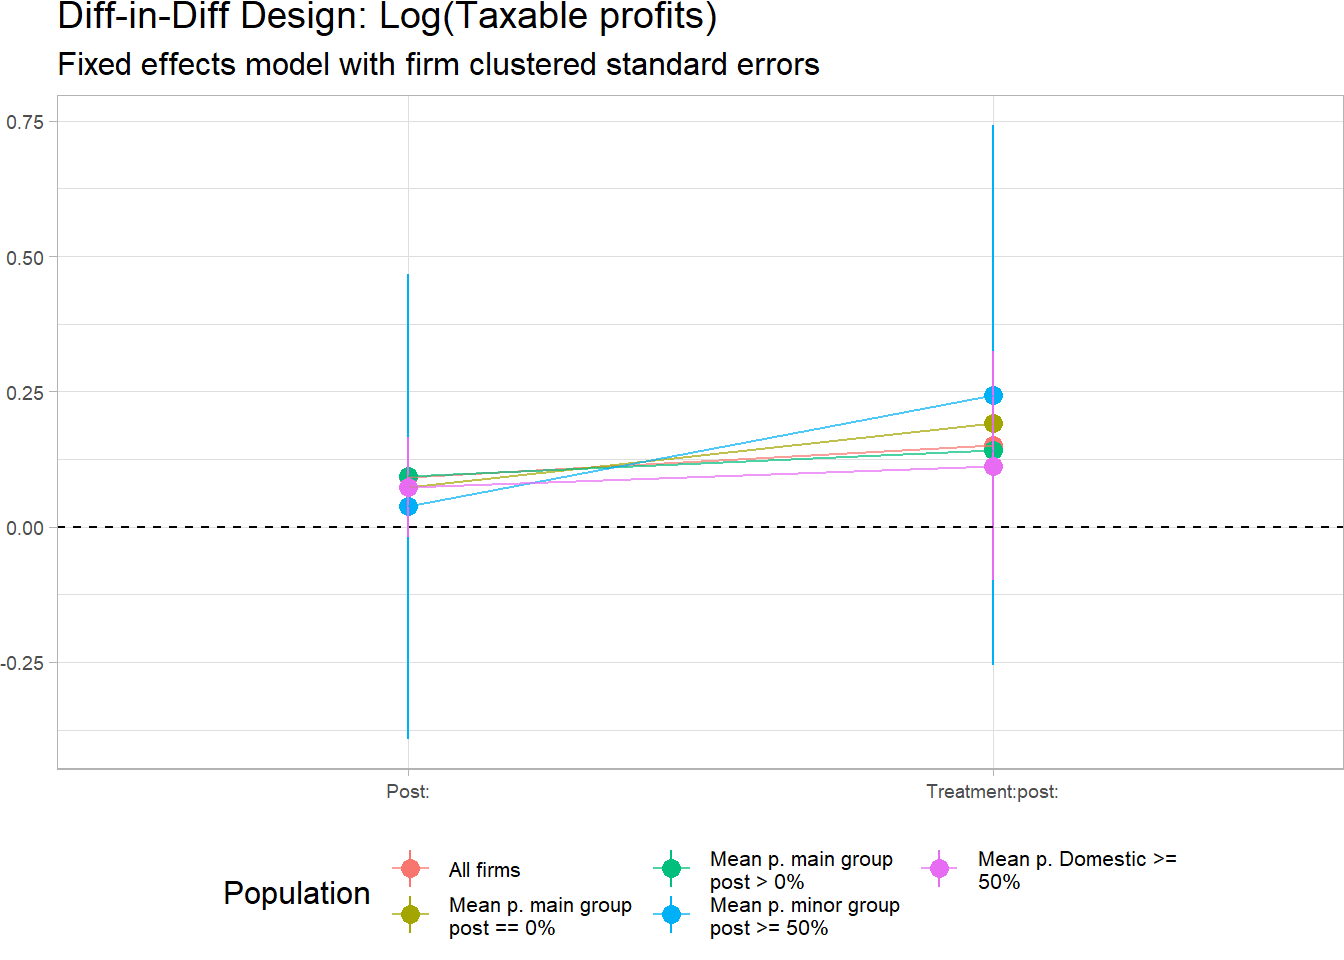 Diff-in-Diff Design: Log(Taxable profits)
Fixed effects model with firm clustered standard errors
0.75
0.50
0.25
0.00
-0.25
Post:
Treatment:post:
Population
All firms
Mean p. main group
post == 0%
Mean p. main group
post > 0%
Mean p. minor group
post >= 50%
Mean p. Domestic >=
50%